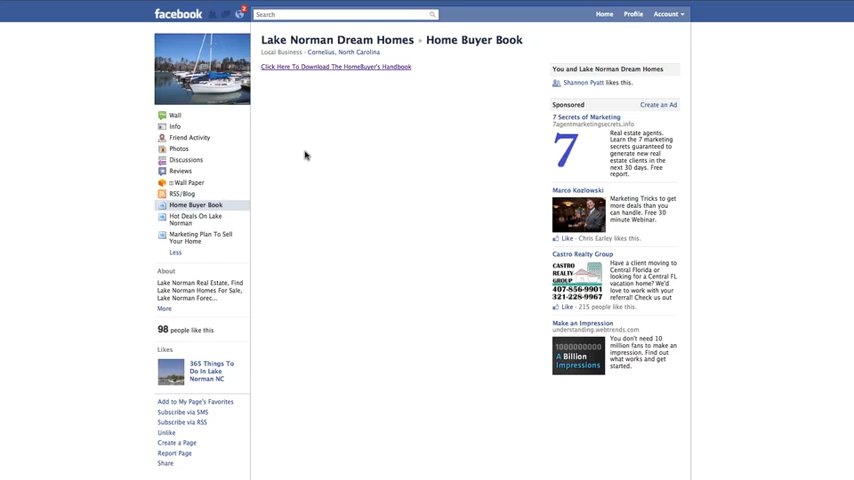 facebook
2
Search
Home
Profile
Account
Lake Norman Dream Homes
Home Buyer Book
Local Business · Cornelius, North Carolina
Click Here To Download The HomeBuyer's Handbook
Wall
Info
Friend Activity
Photos
Discussions
Reviews
Wall Paper
RSS/Blog
Home Buyer Book
Hot Deals On Lake
Norman
Marketing Plan To Sell
Your Home
Less
About
Lake Norman Real Estate, Find
Lake Norman Homes For Sale,
Lake Norman Forec...
More
98 people like this
Likes
365 Things To
Do In Lake
Norman NC
Add to My Page's Favorites
Subscribe via SMS
Subscribe via RSS
Unlike
Create a Page
Report Page
Share
You and Lake Norman Dream Homes
Shannon Pyatt likes this.
Sponsored
Create an Ad
7 Secrets of Marketing
7agentmarketingsecrets.info
7
Real estate agents.
Learn the 7 marketing
secrets guaranteed to
generate new real
estate clients in the
next 30 days. Free
report.
Marco Kozlowski
Marketing Tricks to get
more deals than you
can handle. Free 30
minute Webinar.
Like · Chris Earley likes this.
Castro Realty Group
CASTRO
REALTY
GROUP
407-856-9901
321-228-9967
Have a client moving to
Central Florida or
looking for a Central FL
vacation home? We'd
love to work with your
referral! Check us out
Like · 215 people like this.
Make an Impression
understanding.webtrends.com
1000000000
A Billion
Impressions
You don't need 10
million fans to make an
impression. Find out
what works and get
started.